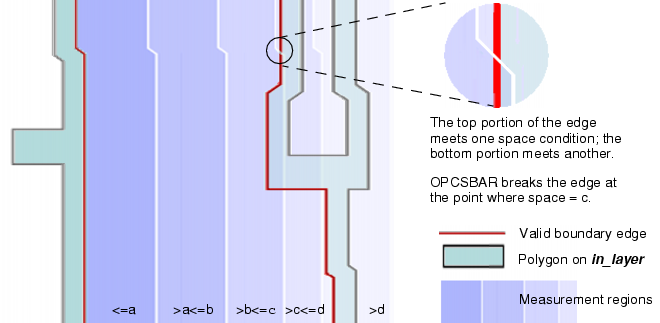 The top portion of the edge
meets one space condition; the
bottom portion meets another.
OPCSBAR breaks the edge at
the point where space = c.
Valid boundary edge
Polygon on in_layer
Measurement regions
<=a
>a<=b
>b<=c
>c<=d
>d